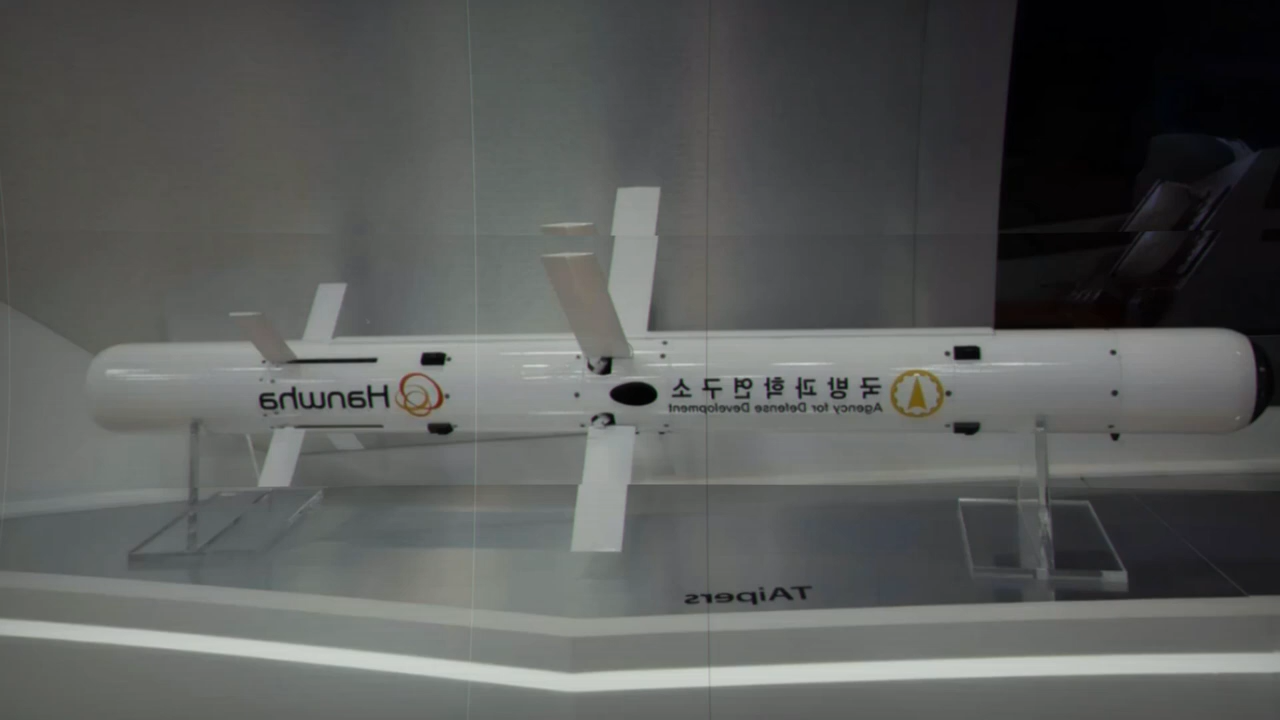 국방과학연구소
Agency for Defense Development
Hanwha
TAipers